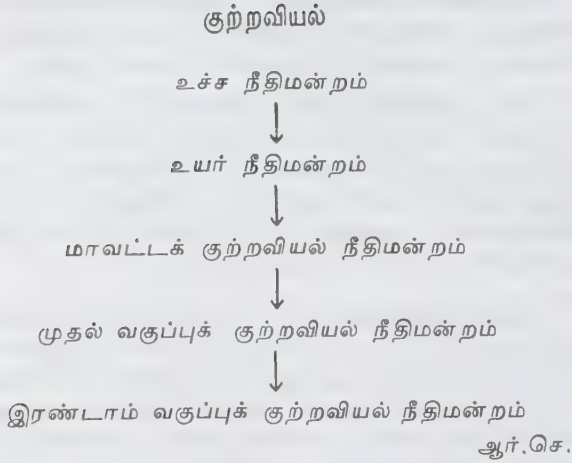 குற்றவியல்
உச்ச நீதிமன்றம்
உயர் நீதிமன்றம்
மாவட்டக் குற்றவியல் நீதிமன்றம்
முதல் வகுப்புக் குற்றவியல் நீதிமன்றம்
இரண்டாம் வகுப்புக் குற்றவியல் நீதிமன்றம்
ஆர்.செ.